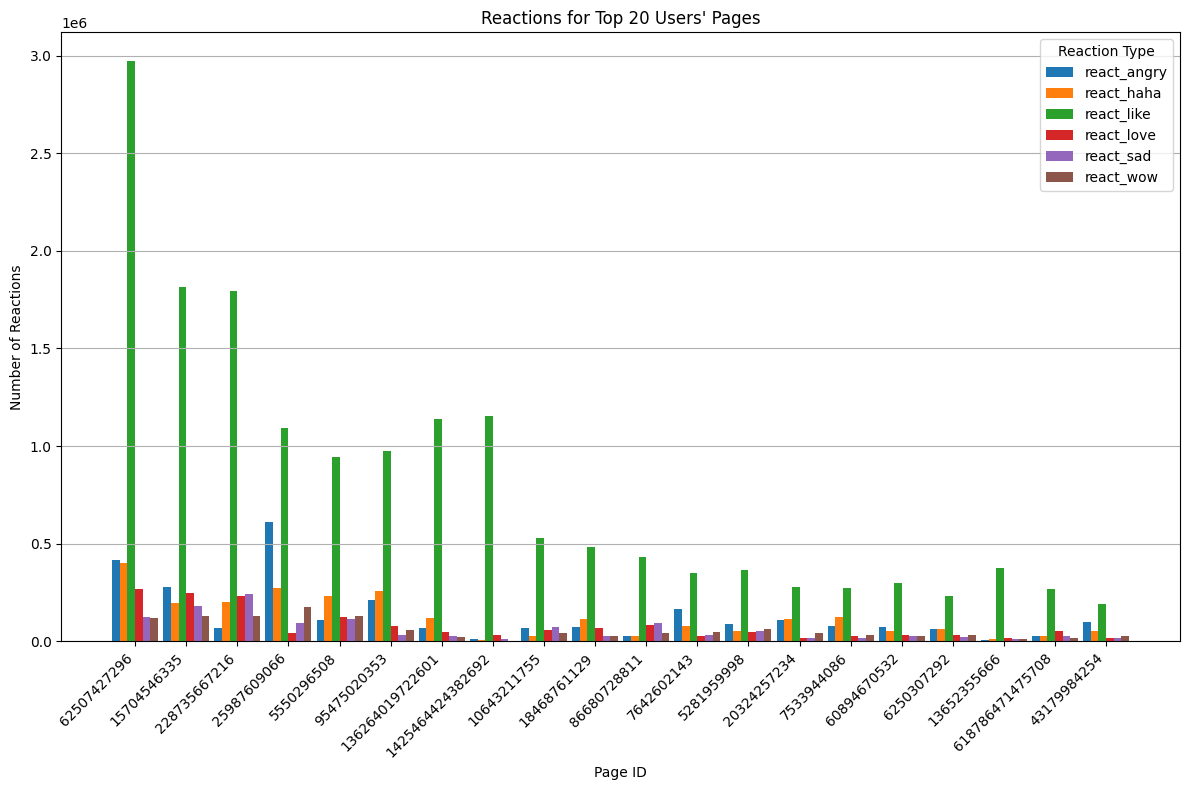 Reactions for Top 20 Users' Pages
1e6
Reaction Type
react_angry
react_haha
react_like
react_love
react_sad
react_wow
Number of Reactions
3.0
2.5
2.0
1.5
1.0
0.5
0.0
62507427296
15704546335
228735667216
25987609066
5550296508
95475020353
136264019722601
1425464424382692
10643211755
18468761129
86680728811
7642602143
5281959998
20324257234
7533944086
60894670532
6250307292
13652355666
618786471475708
43179984254
Page ID